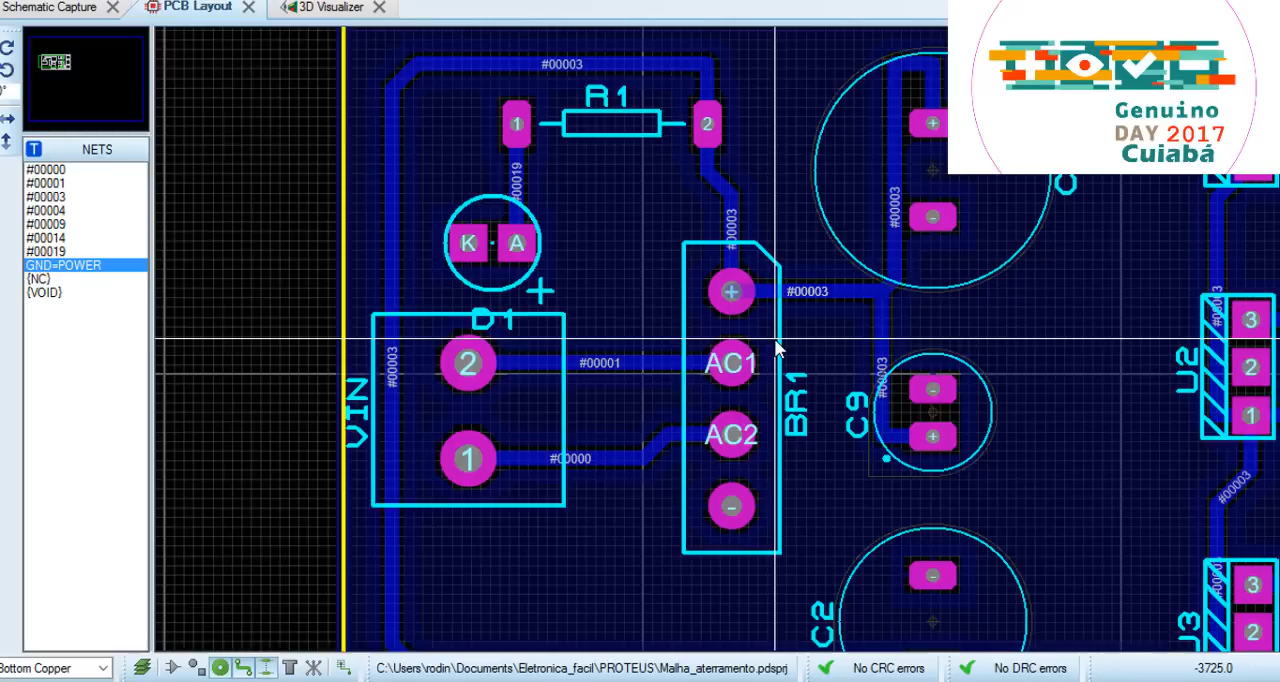 Schematic Capture
PCB Layout
3D Visualizer
Genuino
DAY 2017
Cuiabá
NETS
#00000
#00001
#00003
#00004
#00009
#00014
#00019
GND=POWER
{NC}
{VOID}
#00003
R1
1
2
#00019
K
A
D1
#00003
+
#00003
AC1
AC2
-
BR1
VIN
2
1
#00001
#00000
#00003
#00003
+
-
#00003
C9
-
+
C2
-
U2
3
2
1
#00003
#00003
#00003
3
2
Bottom Copper
C:\Users\rodin\Documents\Eletronica_facil\PROTEUS\Malha_aterramento.pdsprj
No CRC errors
No DRC errors
-3725.0